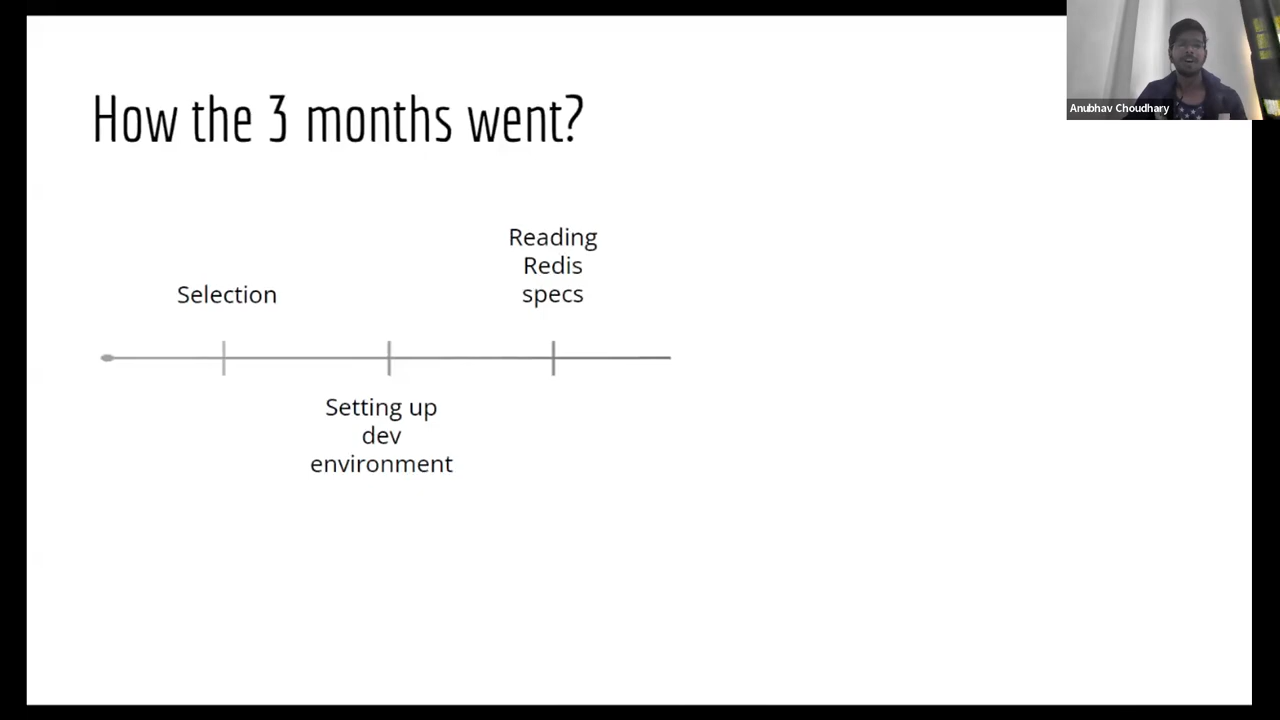 How the 3 months went?
Anubhav Choudhary
Selection
Setting up
dev
environment
Reading
Redis
specs